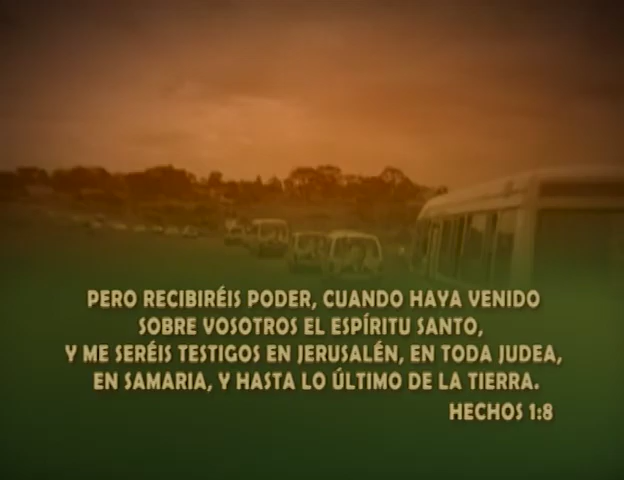 PERO RECIBIRÉIS PODER, CUANDO HAYA VENIDO
SOBRE VOSOTROS EL ESPÍRITU SANTO,
Y ME SERÉIS TESTIGOS EN JERUSALÉN, EN TODA JUDEA,
EN SAMARIA, Y HASTA LO ÚLTIMO DE LA TIERRA.
HECHOS 1:8